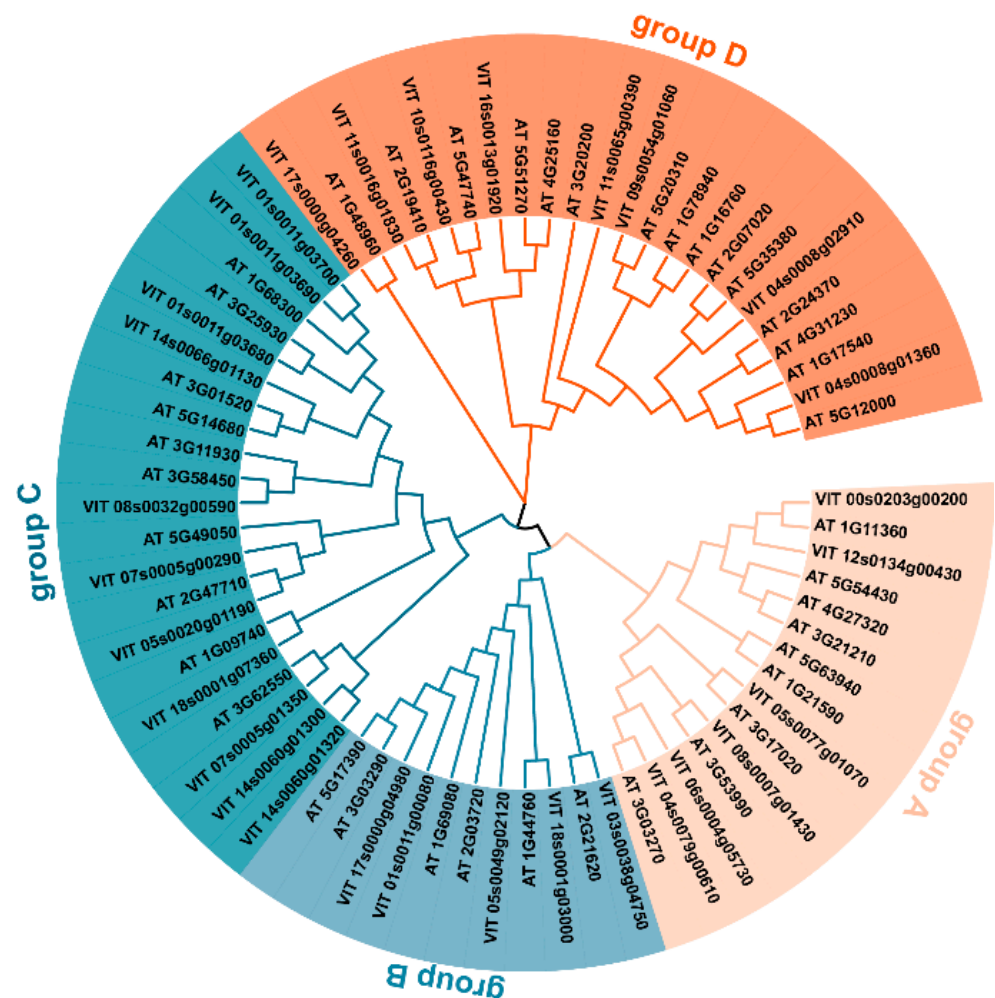 group D
VIT 17s0000g04260
AT 1G48960
VIT 11s0016g01830
AT 2G19410
VIT 10s0116g00430
AT 5G47740
VIT 16s0013g01920
AT 5G51270
AT 4G25160
AT 3G20200
VIT 11s0065g00390
VIT 09s0054g01060
AT 5G20310
AT 1G78940
AT 1G16760
AT 2G07020
AT 5G35380
VIT 04s0008g02910
AT 2G24370
AT 4G31230
AT 1G17540
VIT 04s0008g01360
AT 5G12000
group A
VIT 00s0203g00200
AT 1G11360
VIT 12s0134g00430
AT 5G54430
AT 4G27320
AT 3G21210
AT 5G63940
AT 1G21590
VIT 05s0077g01070
AT 3G17020
VIT 08s0007g01430
AT 3G53990
VIT 06s0004g05730
VIT 04s0079g00610
AT 3G03270
group B
VIT 03s0038g04750
AT 2G21620
VIT 18s0001g03000
AT 1G44760
VIT 05s0049g02120
AT 2G03720
AT 1G69080
VIT 01s0011g00080
VIT 17s0000g04980
AT 3G03290
AT 5G17390
group C
VIT 14s0060g01320
VIT 14s0060g01300
VIT 07s0005g01350
AT 3G62550
VIT 18s0001g07360
AT 1G09740
VIT 05s0020g01190
AT 2G47710
VIT 07s0005g00290
AT 5G49050
VIT 08s0032g00590
AT 3G58450
AT 3G11930
AT 5G14680
AT 3G01520
VIT 14s0066g01130
VIT 01s0011g03680
AT 3G25930
AT 1G68300
VIT 01s0011g03690
VIT 01s0011g03700